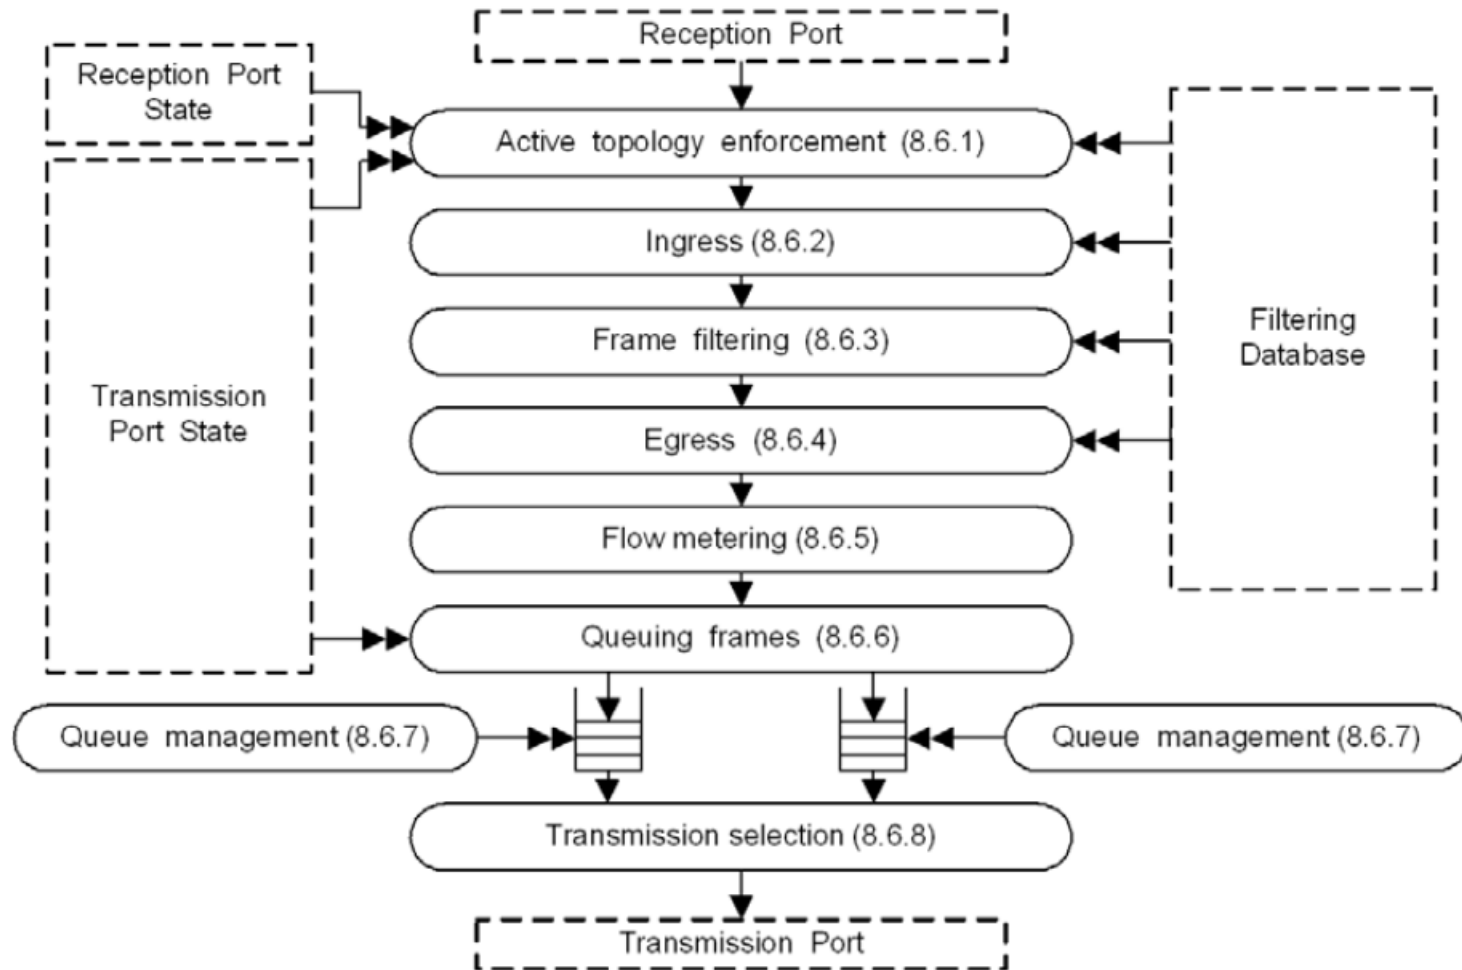 Reception Port
Reception Port
State
Active topology enforcement (8.6.1)
Ingress (8.6.2)
Frame filtering (8.6.3)
Filtering
Database
Transmission
Port State
Egress (8.6.4)
Flow metering (8.6.5)
Queuing frames (8.6.6)
Queue management (8.6.7)
Queue management (8.6.7)
Transmission selection (8.6.8)
Transmission Port